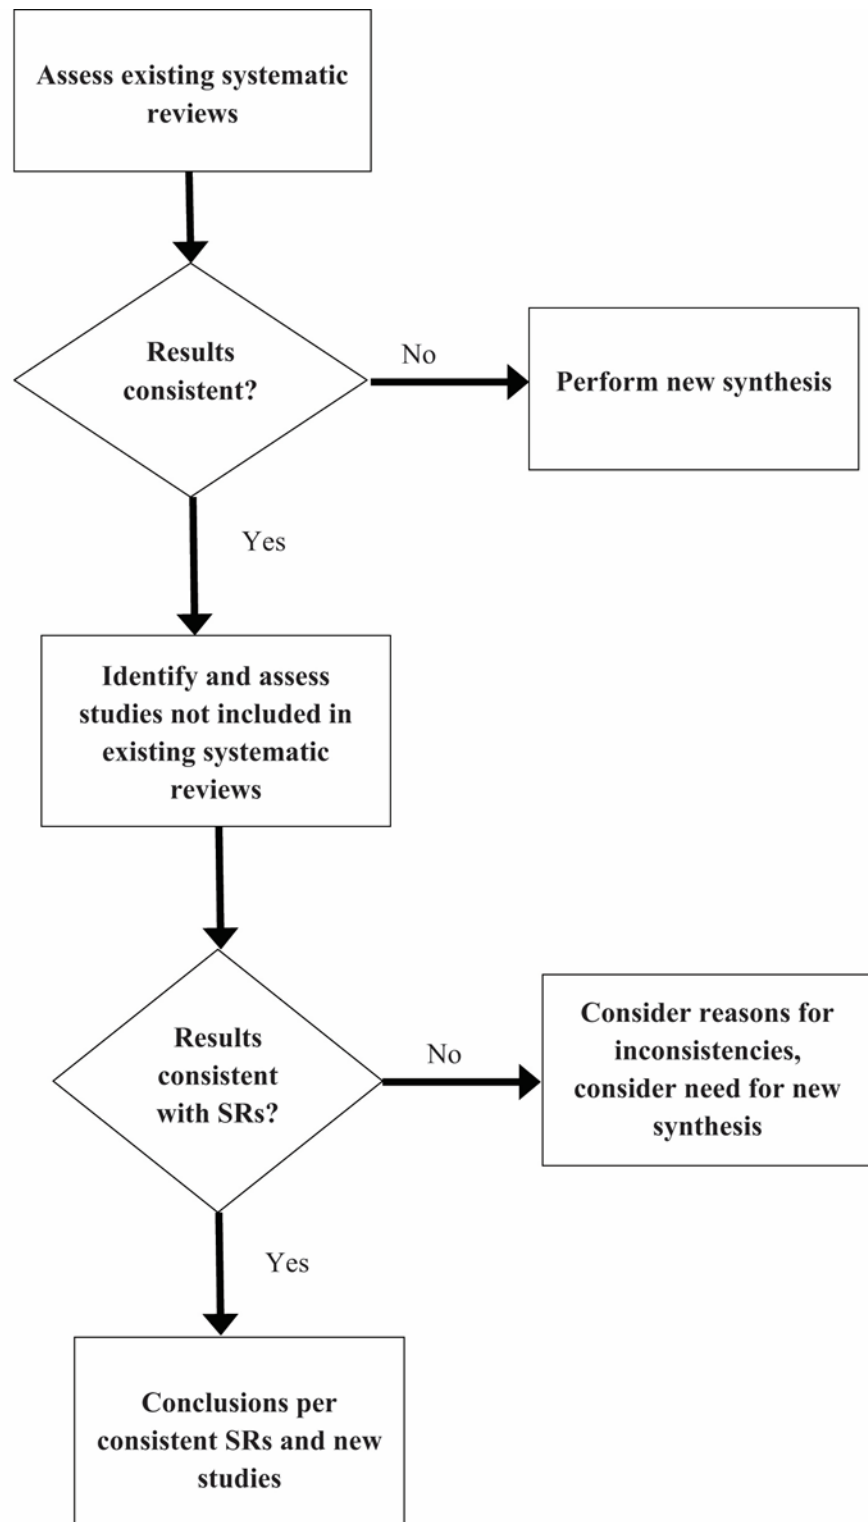 Assess existing systematic
reviews
Results
consistent?
No
Perform new synthesis
Yes
Identify and assess
studies not included in
existing systematic
reviews
Results
consistent
with SRs?
No
Consider reasons for
inconsistencies,
consider need for new
synthesis
Yes
Conclusions per
consistent SRs and new
studies